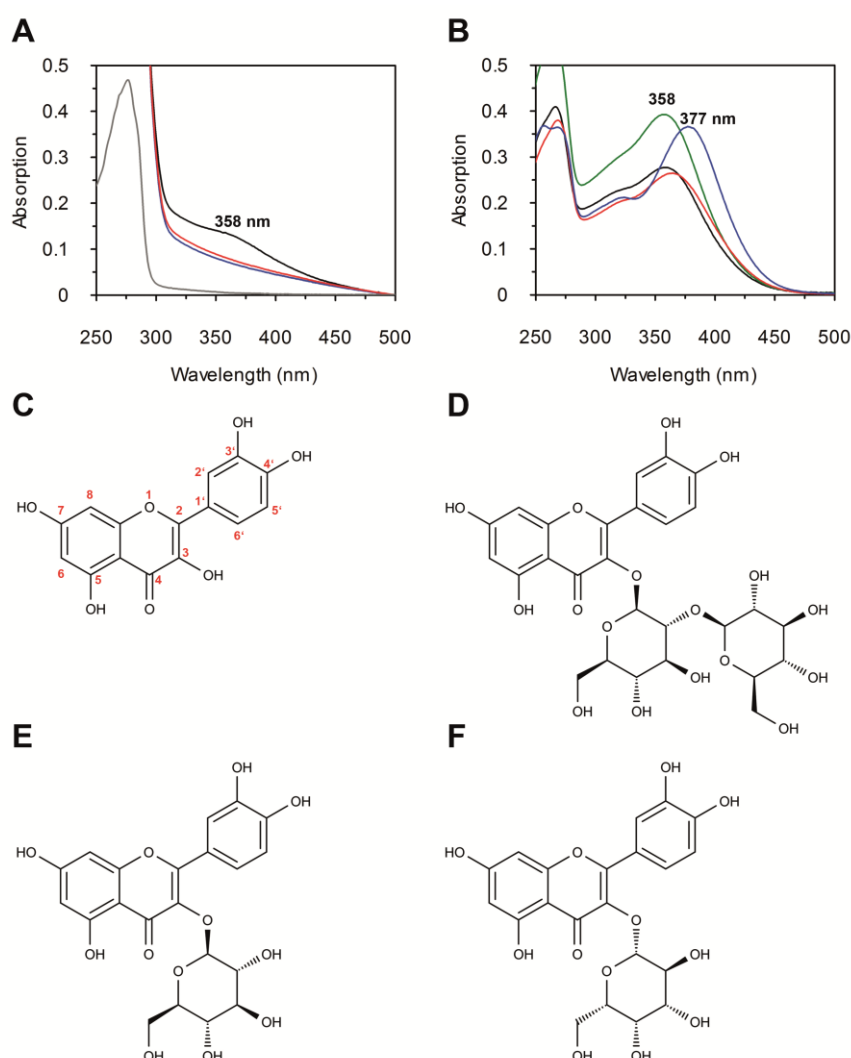 A
B
0.5
0.4
0.3
0.2
0.1
0
Absorption
358 nm
250 300 350 400 450 500
Wavelength (nm)
0.5
0.4
0.3
0.2
0.1
0
Absorption
358
377 nm
250 300 350 400 450 500
Wavelength (nm)
C
OH
3'
OH
2'
4'
HO
8
1
1'
5'
7
2
6'
3
6
5
4
OH
OH
O
D
OH
OH
HO
O
O
OH
O
OH
O
OH
O
O
OH
OH
OH
OH
OH
OH
E
OH
OH
HO
O
O
OH
O
O
OH
OH
OH
OH
F
OH
OH
HO
O
O
OH
O
O
OH
OH
OH
OH